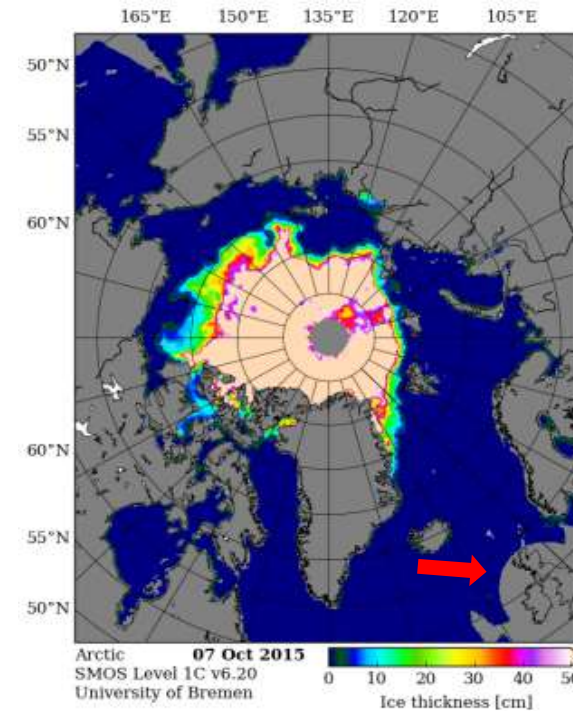 165°E 150°E 135°E 120°E 105°E
50°N
55°N
60°N
60°N
55°N
50°N
Arctic 07 Oct 2015
SMOS Level 1C v6.20
University of Bremen
0 10 20 30 40 50
Ice thickness [cm]